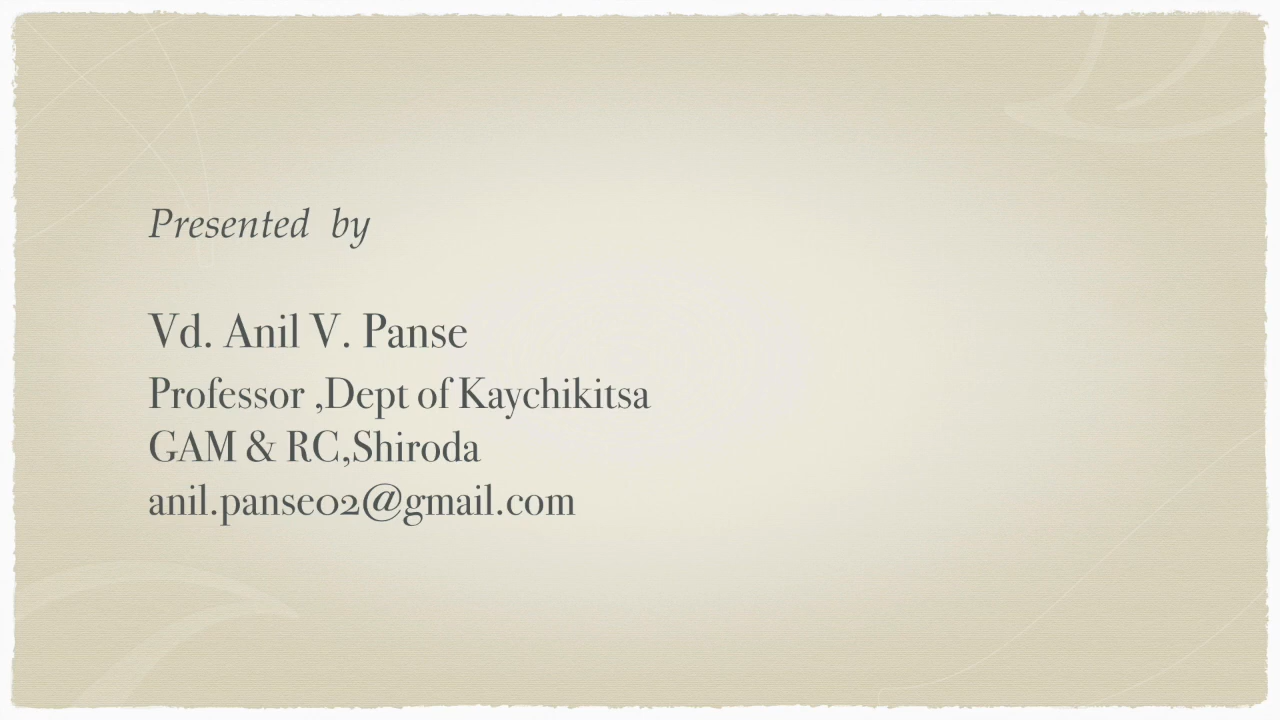 Presented by
Vd. Anil V. Panse
Professor ,Dept of Kaychikitsa
GAM & RC,Shiroda
anil.panse02@gmail.com